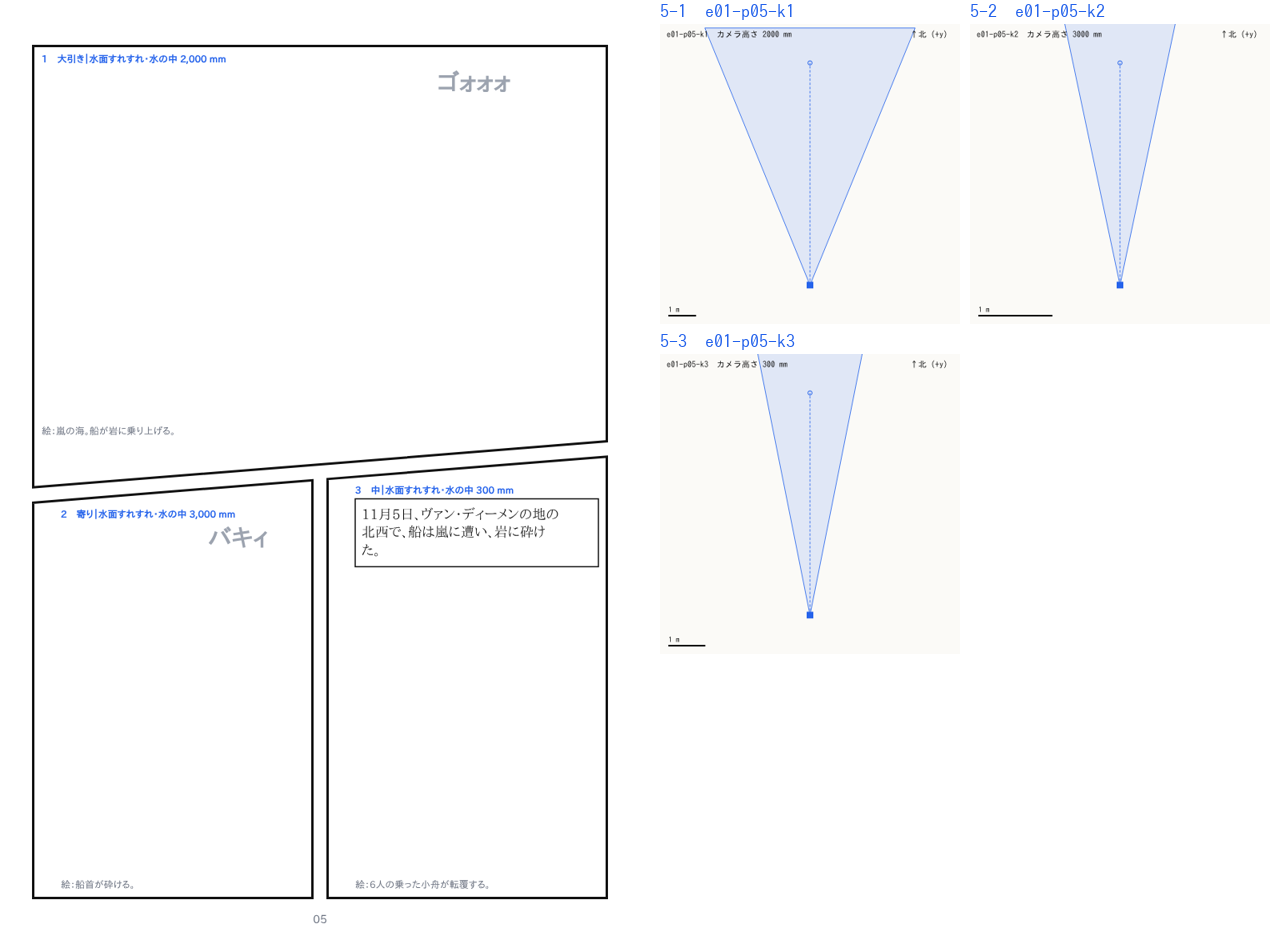 1 大引き|水面すれすれ・水の中 2,000 mm
ゴォォォ
絵:嵐の海。船が岩に乗り上げる。
2 寄り|水面すれすれ・水の中 3,000 mm
バキィ
絵:船首が砕ける。
3 中|水面すれすれ・水の中 300 mm
11月5日、ヴァン・ディーメンの地の
北西で、船は嵐に遭い、岩に砕け
た。
絵:6人の乗った小舟が転覆する。
05
5-1 e01-p05-k1
e01-p05-k1 カメラ高さ 2000 mm
↑北 (+y)
1 m
5-2 e01-p05-k2
e01-p05-k2 カメラ高さ 3000 mm
↑北 (+y)
1 m
5-3 e01-p05-k3
e01-p05-k3 カメラ高さ 300 mm
↑北 (+y)
1 m